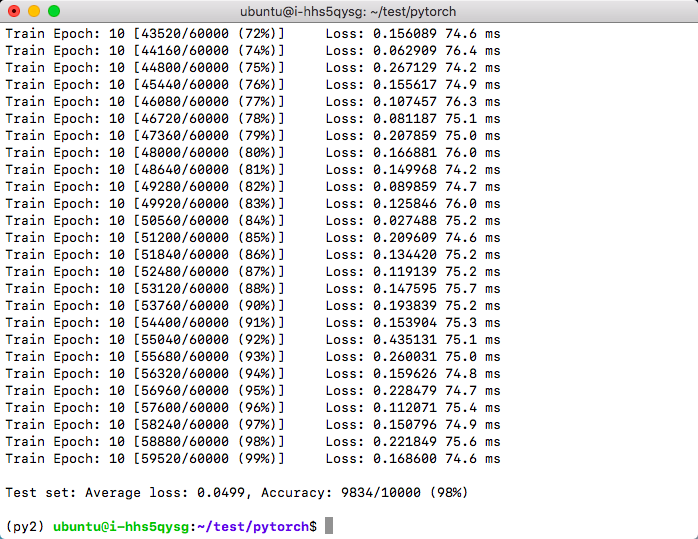 ubuntu@i-hhs5qysg: ~/test/pytorch
Train Epoch: 10 [43520/60000 (72%)]     Loss: 0.156089 74.6 ms
Train Epoch: 10 [44160/60000 (74%)]     Loss: 0.062909 76.4 ms
Train Epoch: 10 [44800/60000 (75%)]     Loss: 0.267129 74.2 ms
Train Epoch: 10 [45440/60000 (76%)]     Loss: 0.155617 74.9 ms
Train Epoch: 10 [46080/60000 (77%)]     Loss: 0.107457 76.3 ms
Train Epoch: 10 [46720/60000 (78%)]     Loss: 0.081187 75.1 ms
Train Epoch: 10 [47360/60000 (79%)]     Loss: 0.207859 75.0 ms
Train Epoch: 10 [48000/60000 (80%)]     Loss: 0.166881 76.0 ms
Train Epoch: 10 [48640/60000 (81%)]     Loss: 0.149968 74.2 ms
Train Epoch: 10 [49280/60000 (82%)]     Loss: 0.089859 74.7 ms
Train Epoch: 10 [49920/60000 (83%)]     Loss: 0.125846 76.0 ms
Train Epoch: 10 [50560/60000 (84%)]     Loss: 0.027488 75.2 ms
Train Epoch: 10 [51200/60000 (85%)]     Loss: 0.209609 74.6 ms
Train Epoch: 10 [51840/60000 (86%)]     Loss: 0.134420 75.2 ms
Train Epoch: 10 [52480/60000 (87%)]     Loss: 0.119139 75.2 ms
Train Epoch: 10 [53120/60000 (88%)]     Loss: 0.147595 75.7 ms
Train Epoch: 10 [53760/60000 (90%)]     Loss: 0.193839 75.2 ms
Train Epoch: 10 [54400/60000 (91%)]     Loss: 0.153904 75.3 ms
Train Epoch: 10 [55040/60000 (92%)]     Loss: 0.435131 75.1 ms
Train Epoch: 10 [55680/60000 (93%)]     Loss: 0.260031 75.0 ms
Train Epoch: 10 [56320/60000 (94%)]     Loss: 0.159626 74.8 ms
Train Epoch: 10 [56960/60000 (95%)]     Loss: 0.228479 74.7 ms
Train Epoch: 10 [57600/60000 (96%)]     Loss: 0.112071 75.4 ms
Train Epoch: 10 [58240/60000 (97%)]     Loss: 0.150796 74.9 ms
Train Epoch: 10 [58880/60000 (98%)]     Loss: 0.221849 75.6 ms
Train Epoch: 10 [59520/60000 (99%)]     Loss: 0.168600 74.6 ms
Test set: Average loss: 0.0499, Accuracy: 9834/10000 (98%)
(py2) ubuntu@i-hhs5qysg:~/test/pytorch$